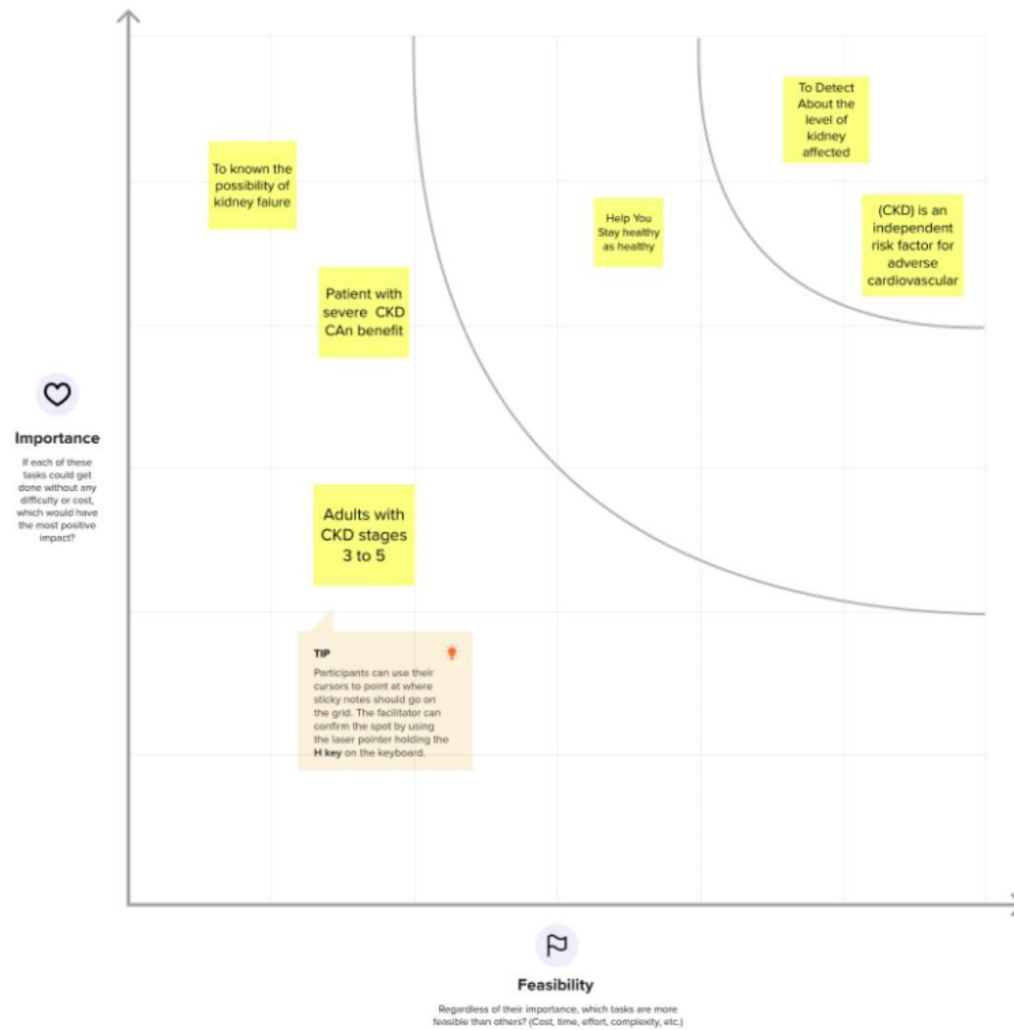 To Detect
About the
level of
kidney
affected
To known the
possibility of
kidney faiure
(CKD) is an
independent
risk factor for
adverse
cardiovascular
Help You
Stay healthy
as healthy
Patient with
severe CKD
CAn benefit
Importance
If each of these
tasks could get
done without any
difficulty or cost,
which would have
the most positive
impact?
Adults with
CKD stages
3 to 5
TIP
Participants can use their
cursors to point at where
sticky notes should go on
the grid. The facilitator can
confirm the spot by using
the laser pointer holding the
H key on the keyboard.
Feasibility
Regardless of their importance, which tasks are more
feasible than others? (Cost, time, effort, complexity, etc.)